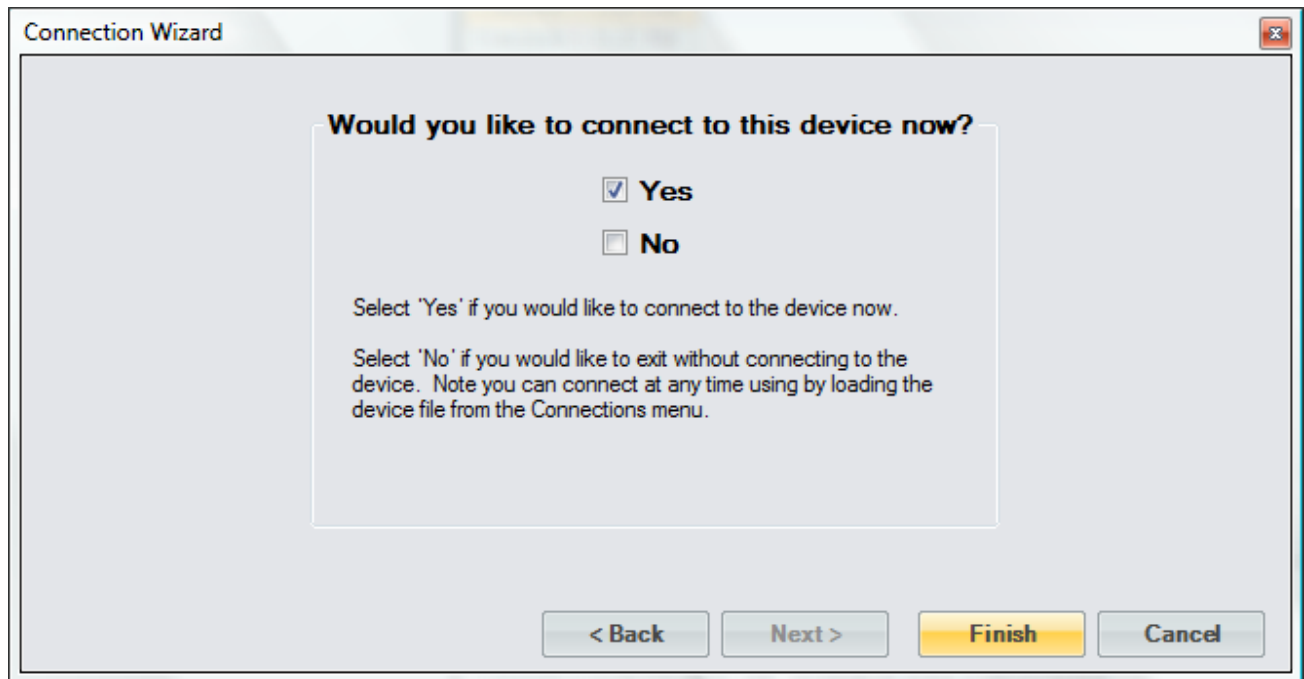 Connection Wizard
Would you like to connect to this device now?
Yes
No
Select 'Yes' if you would like to connect to the device now.
Select 'No' if you would like to exit without connecting to the
device.  Note you can connect at any time using by loading the
device file from the Connections menu.
< Back
Next >
Finish
Cancel